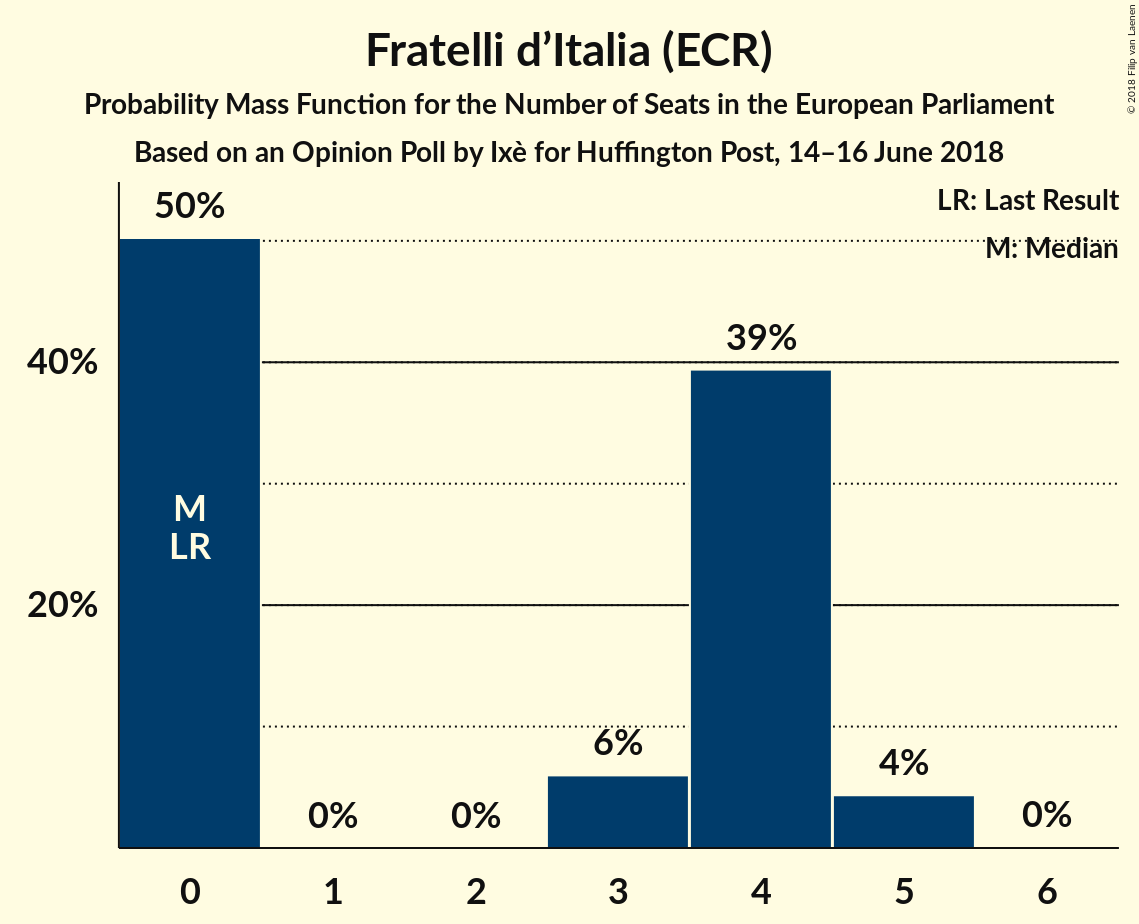 Fratelli d’Italia (ECR)
Probability Mass Function for the Number of Seats in the European Parliament
Based on an Opinion Poll by Ixè for Huffington Post, 14–16 June 2018
© 2018 Filip van Laenen
LR: Last Result
M: Median
50%
39%
40%
M
LR
20%
6%
4%
0%
0%
0%
0
1
2
3
4
5
6